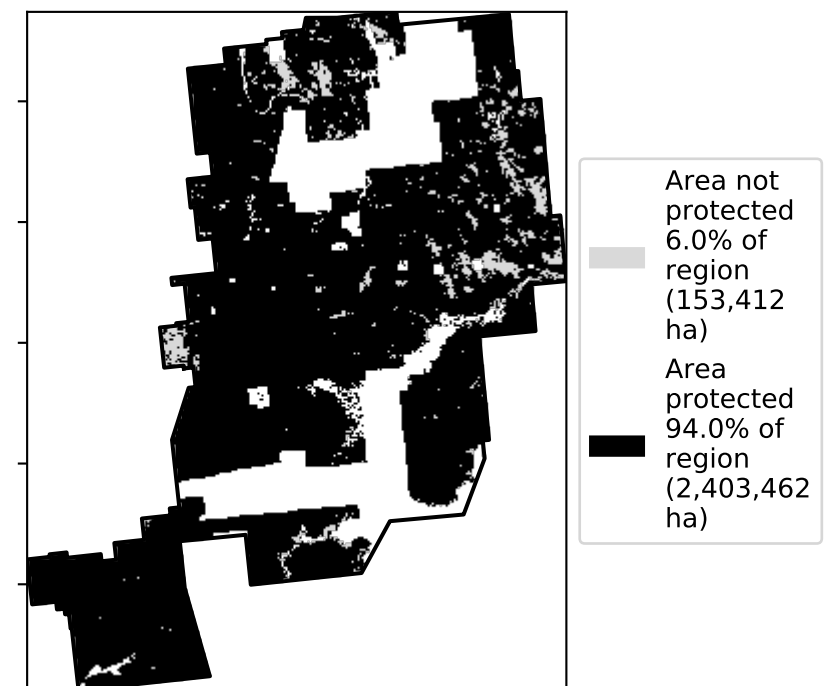 Area not
protected
6.0% of
region
(153,412
ha)
Area
protected
94.0% of
region
(2,403,462
ha)